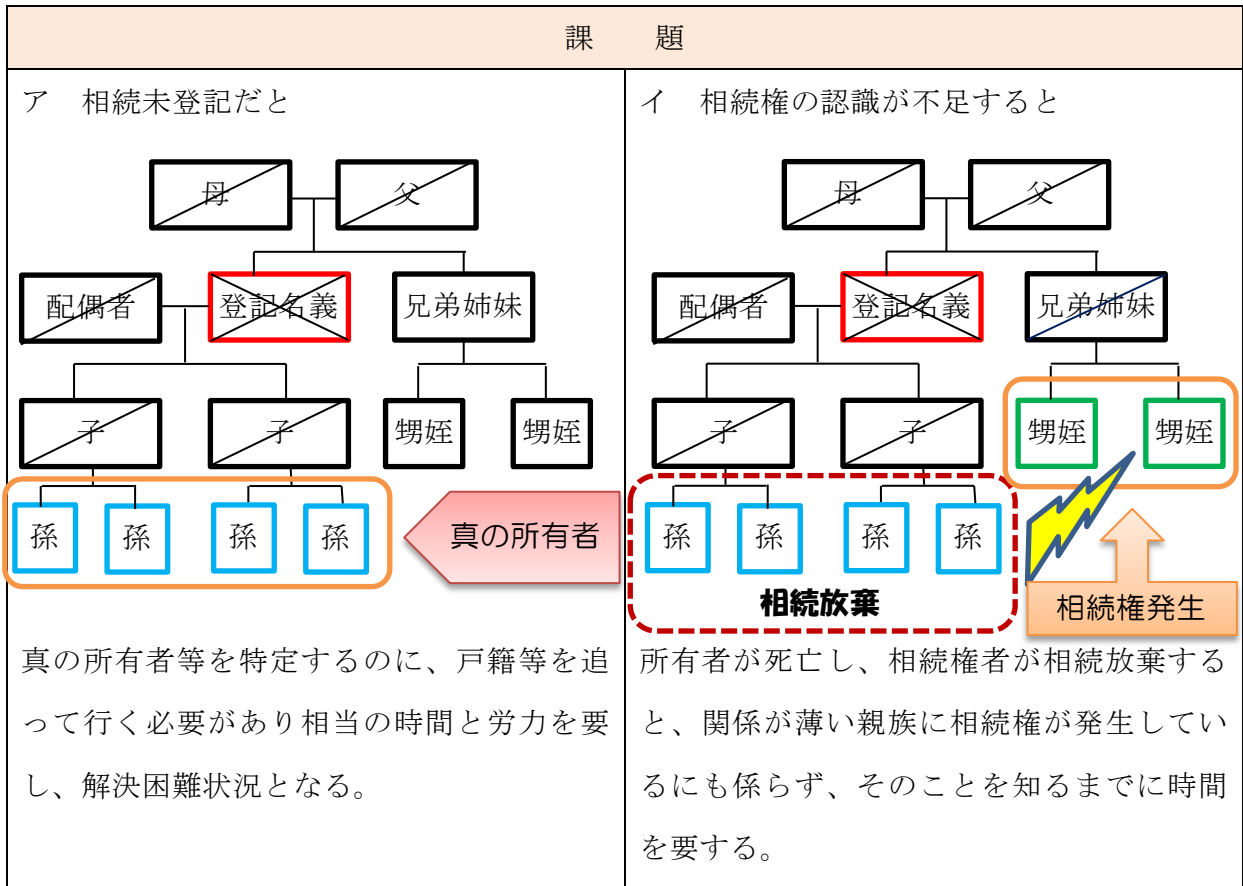 課 題
ア 相続未登記だと
母 父
配偶者 登記名義 兄弟姉妹
子 子 甥姪 甥姪
孫 孫 孫 孫
真の所有者
真の所有者等を特定するのに、戸籍等を追
って行く必要があり相当の時間と労力を要
し、解決困難状況となる。
イ 相続権の認識が不足すると
母 父
配偶者 登記名義 兄弟姉妹
子 子 甥姪 甥姪
孫 孫 孫 孫
相続放棄
相続権発生
所有者が死亡し、相続権者が相続放棄する
と、関係が薄い親族に相続権が発生してい
るにも係らず、そのことを知るまでに時間
を要する。